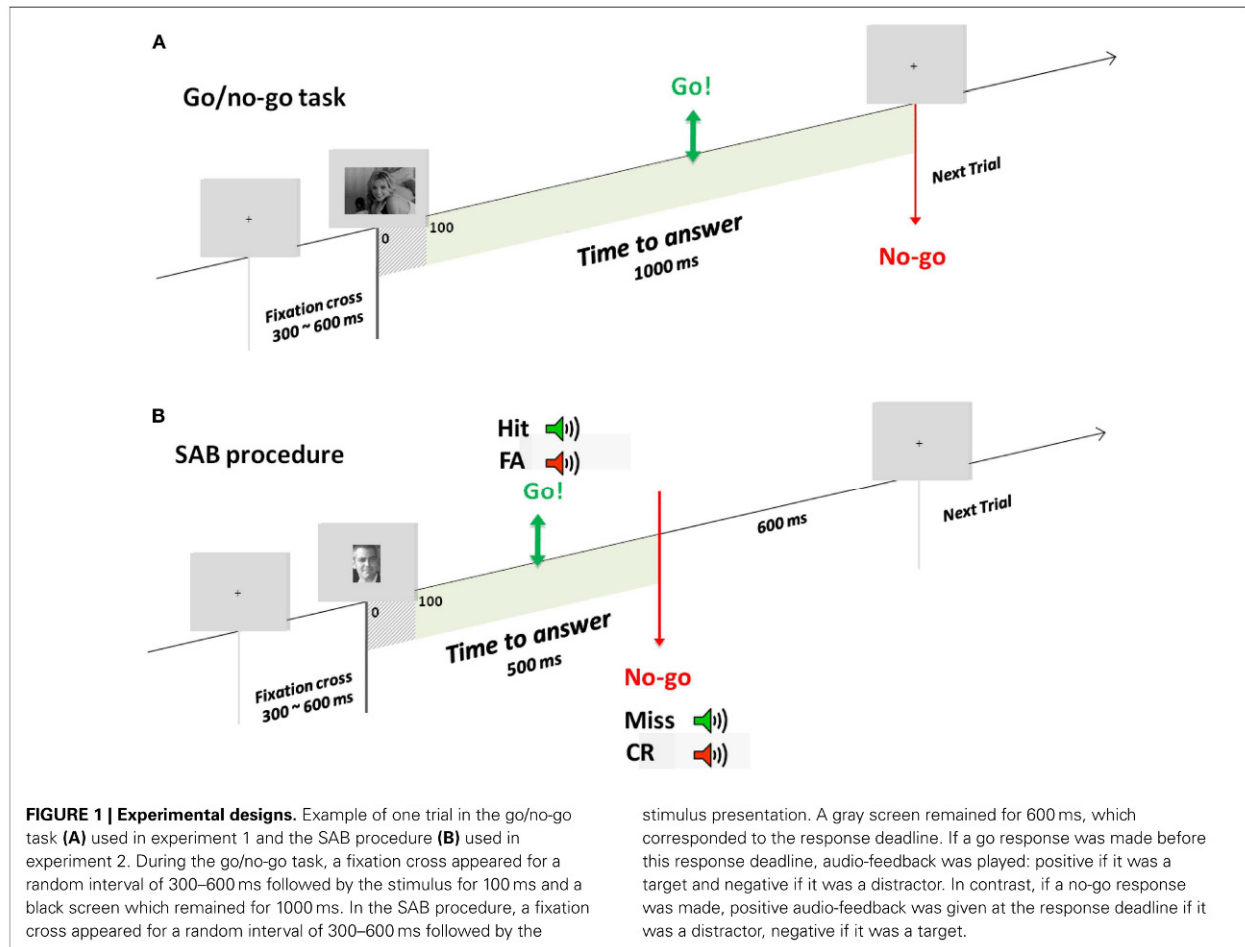 A
Go/no-go task
Go!
0
100
Fixation cross
300 ~ 600 ms
Time to answer
1000 ms
Next Trial
No-go
B
SAB procedure
Hit
FA
Go!
0
100
Fixation cross
300 ~ 600 ms
Time to answer
500 ms
600 ms
Next Trial
No-go
Miss
CR
FIGURE 1 | Experimental designs. Example of one trial in the go/no-go
task (A) used in experiment 1 and the SAB procedure (B) used in
experiment 2. During the go/no-go task, a fixation cross appeared for a
random interval of 300–600 ms followed by the stimulus for 100 ms and a
black screen which remained for 1000 ms. In the SAB procedure, a fixation
cross appeared for a random interval of 300–600 ms followed by the
stimulus presentation. A gray screen remained for 600 ms, which
corresponded to the response deadline. If a go response was made before
this response deadline, audio-feedback was played: positive if it was a
target and negative if it was a distractor. In contrast, if a no-go response
was made, positive audio-feedback was given at the response deadline if it
was a distractor, negative if it was a target.